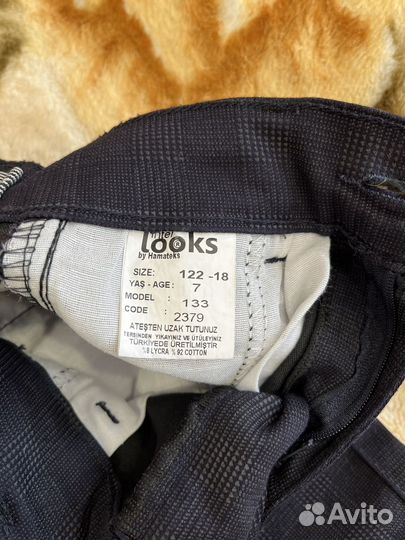 intel
looks
by Hamateks
SIZE: 122 -18
YAŞ - AGE: 7
MODEL : 133
CODE : 2379
ATEŞTEN UZAK TUTUNUZ
TERSİNDEN YIKAYINIZ VE ÜTÜLEYİNİZ
TÜRKİYEDE ÜRETİLMİŞTİR
LYCRA %92 COTTON
Avito